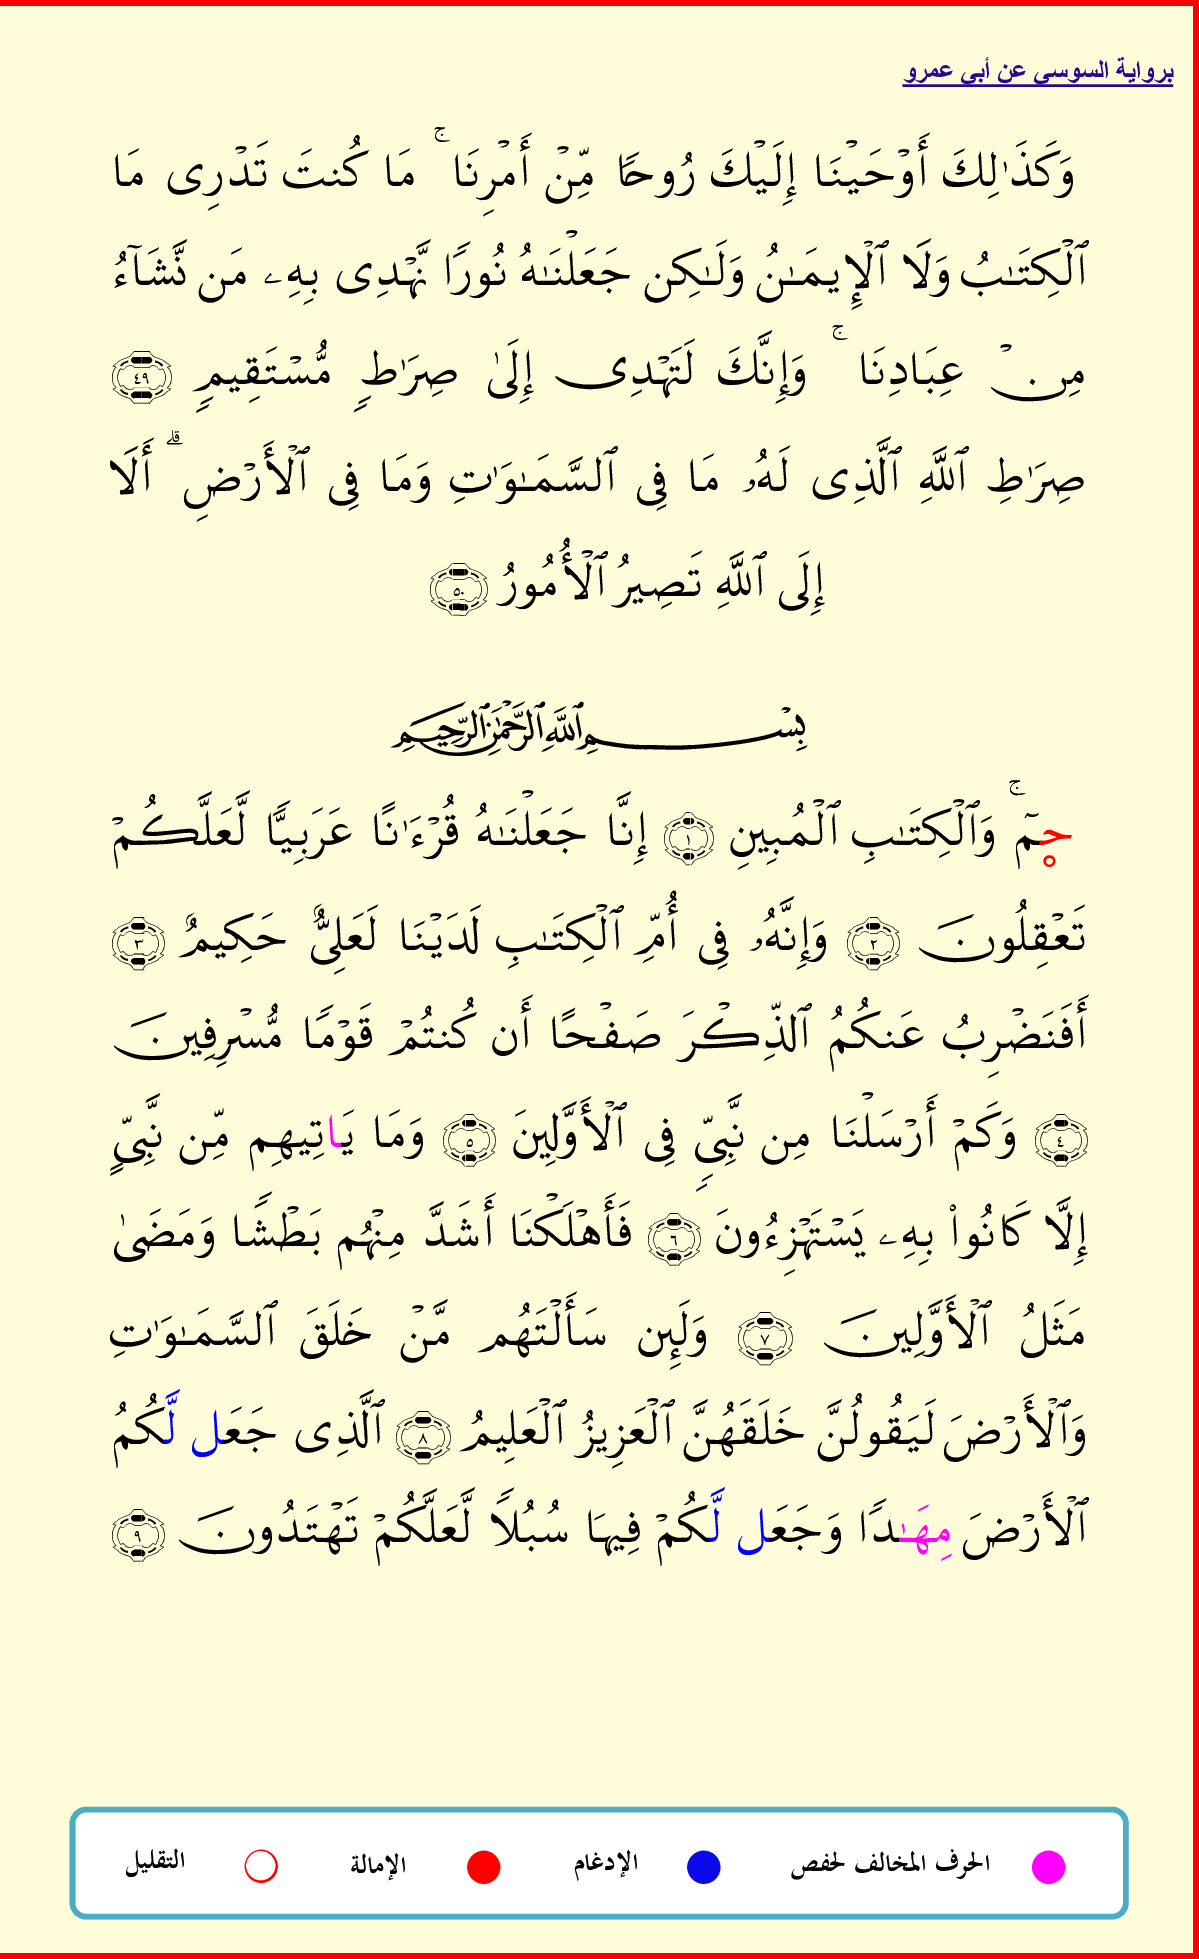 برواية السوسي عن أبي عمرو
وَكَذَٰلِكَ أَوْحَيْنَا إِلَيْكَ رُوحًا مِّنْ أَمْرِنَا ۚ مَا كُنتَ تَدْرِى مَا
ٱلْكِتَـٰبُ وَلَا ٱلْإِيمَـٰنُ وَلَـٰكِن جَعَلْنَـٰهُ نُورًا نَّهْدِى بِهِۦ مَن نَّشَآءُ
مِنْ عِبَادِنَا ۚ وَإِنَّكَ لَتَهْدِى إِلَىٰ صِرَٰطٍ مُّسْتَقِيمٍ ٤٩
صِرَٰطِ ٱللَّهِ ٱلَّذِى لَهُۥ مَا فِى ٱلسَّمَـٰوَٰتِ وَمَا فِى ٱلْأَرْضِ ۗ أَلَا
إِلَى ٱللَّهِ تَصِيرُ ٱلْأُمُورُ ٥٠
بِسْمِ ٱللَّهِ ٱلرَّحْمَٰنِ ٱلرَّحِيمِ
حمٓ ۚ وَٱلْكِتَـٰبِ ٱلْمُبِينِ ١ إِنَّا جَعَلْنَـٰهُ قُرْءَٰنًا عَرَبِيًّا لَّعَلَّكُمْ
تَعْقِلُونَ ٢ وَإِنَّهُۥ فِى أُمِّ ٱلْكِتَـٰبِ لَدَيْنَا لَعَلِىٌّ حَكِيمٌ ٣
أَفَنَضْرِبُ عَنكُمُ ٱلذِّكْرَ صَفْحًا أَن كُنتُمْ قَوْمًا مُّسْرِفِينَ
٤ وَكَمْ أَرْسَلْنَا مِن نَّبِىٍّ فِى ٱلْأَوَّلِينَ ٥ وَمَا يَاتِيهِم مِّن نَّبِىٍّ
إِلَّا كَانُوا۟ بِهِۦ يَسْتَهْزِءُونَ ٦ فَأَهْلَكْنَا أَشَدَّ مِنْهُم بَطْشًا وَمَضَىٰ
مَثَلُ ٱلْأَوَّلِينَ ٧ وَلَئِن سَأَلْتَهُم مَّنْ خَلَقَ ٱلسَّمَـٰوَٰتِ
وَٱلْأَرْضَ لَيَقُولُنَّ خَلَقَهُنَّ ٱلْعَزِيزُ ٱلْعَلِيمُ ٨ ٱلَّذِى جَعَل لَّكُمُ
ٱلْأَرْضَ مِهَـٰدًا وَجَعَل لَّكُمْ فِيهَا سُبُلًا لَّعَلَّكُمْ تَهْتَدُونَ ٩
الحرف المخالف لحفص الإدغام الإمالة التقليل